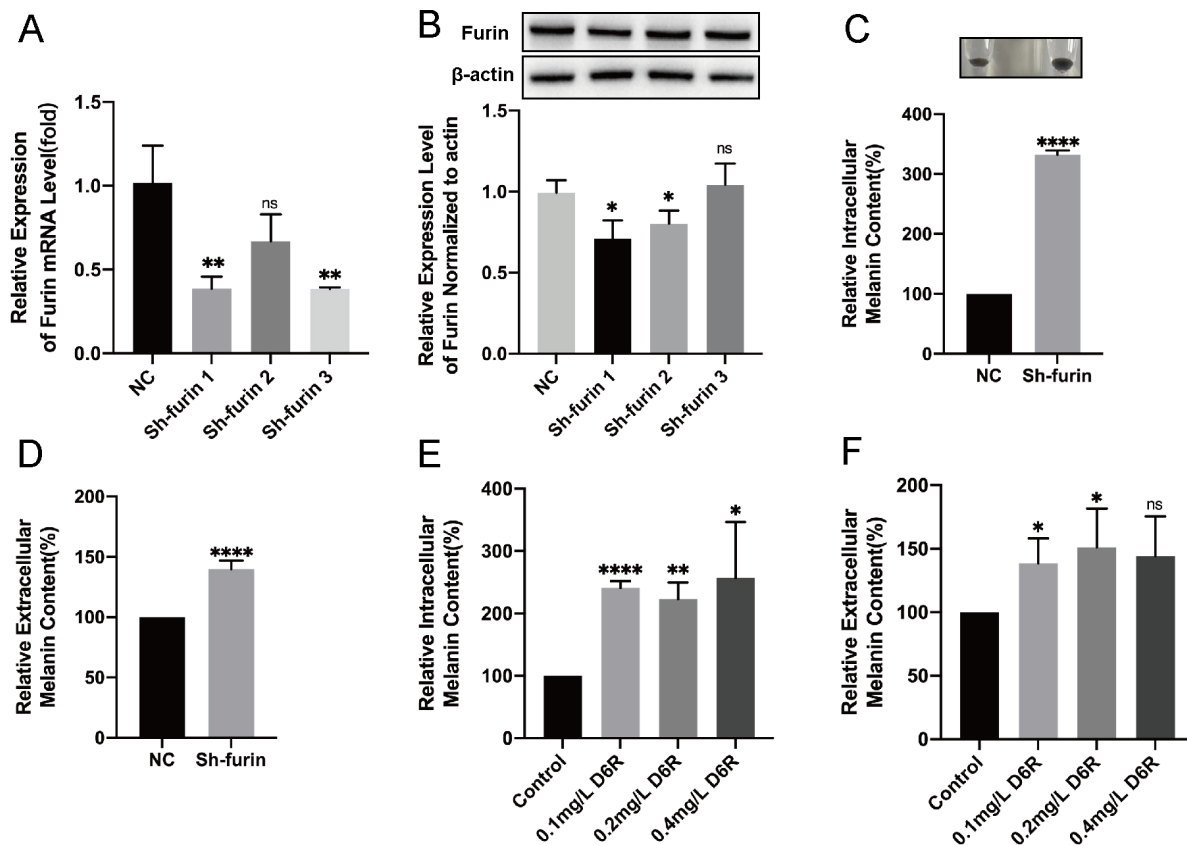 A
Relative Expression
of Furin mRNA Level(fold)
1.5
1.0
0.5
0.0
**
ns
**
NC
Sh-furin 1
Sh-furin 2
Sh-furin 3
B
Furin
β-actin
Relative Expression Level
of Furin Normalized to actin
1.5
1.0
0.5
0.0
*
*
ns
NC
Sh-furin 1
Sh-furin 2
Sh-furin 3
C
Relative Intracellular
Melanin Content(%)
400
300
200
100
0
****
NC
Sh-furin
D
Relative Extracellular
Melanin Content(%)
200
150
100
50
0
****
NC
Sh-furin
E
Relative Intracellular
Melanin Content(%)
400
300
200
100
0
****
**
*
Control
0.1mg/L D6R
0.2mg/L D6R
0.4mg/L D6R
F
Relative Extracellular
Melanin Content(%)
200
150
100
50
0
*
*
ns
Control
0.1mg/L D6R
0.2mg/L D6R
0.4mg/L D6R